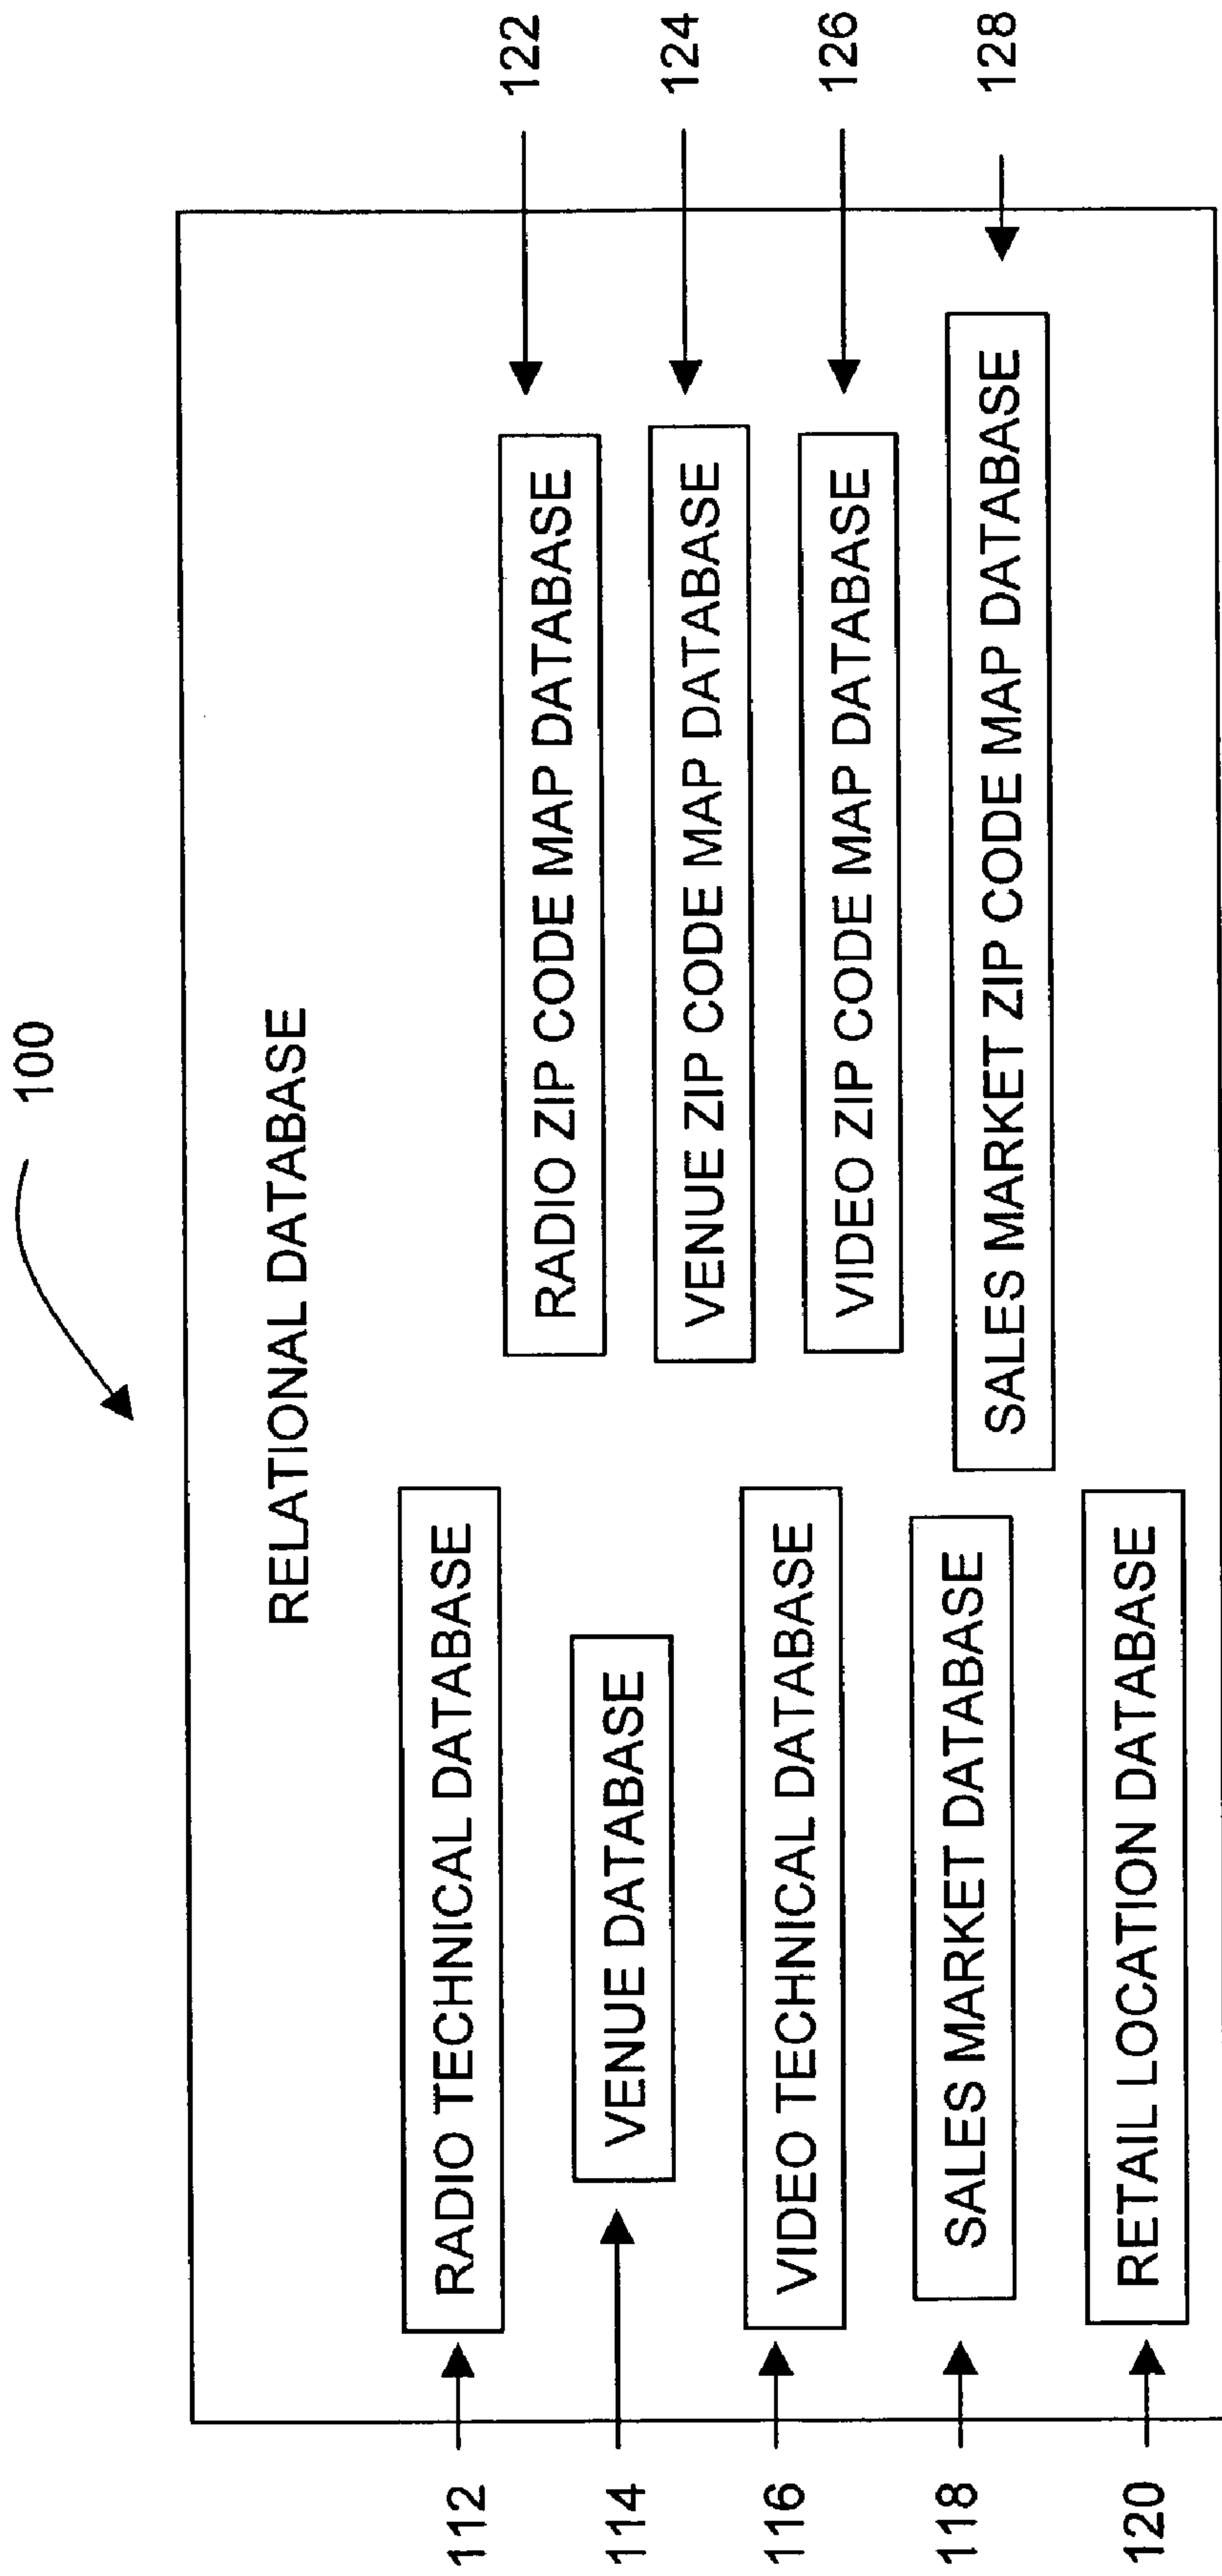 100
RELATIONAL DATABASE
112
RADIO TECHNICAL DATABASE
114
VENUE DATABASE
116
VIDEO TECHNICAL DATABASE
118
SALES MARKET DATABASE
120
RETAIL LOCATION DATABASE
RADIO ZIP CODE MAP DATABASE
122
VENUE ZIP CODE MAP DATABASE
124
VIDEO ZIP CODE MAP DATABASE
126
SALES MARKET ZIP CODE MAP DATABASE
128